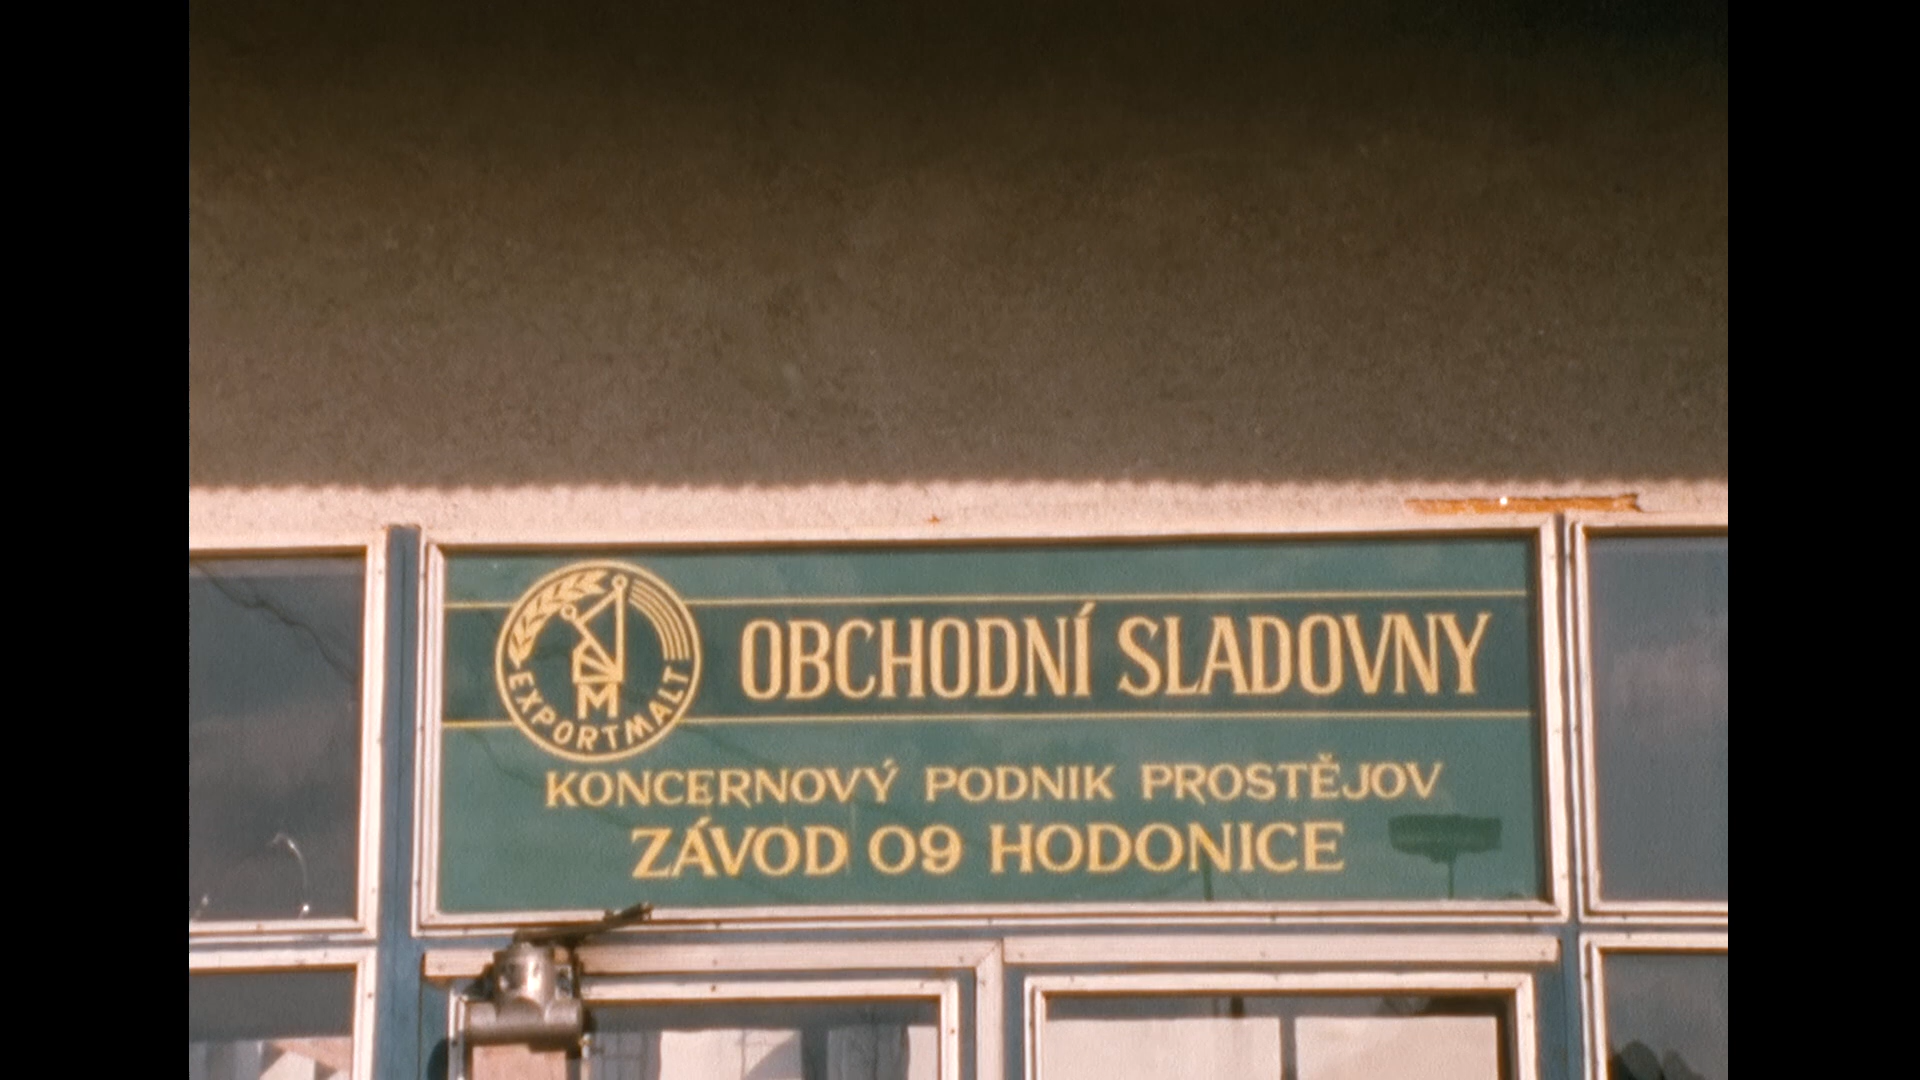 EXPORTMALT
M
OBCHODNÍ SLADOVNY
KONCERNOVÝ PODNIK PROSTĚJOV
ZÁVOD 09 HODONICE